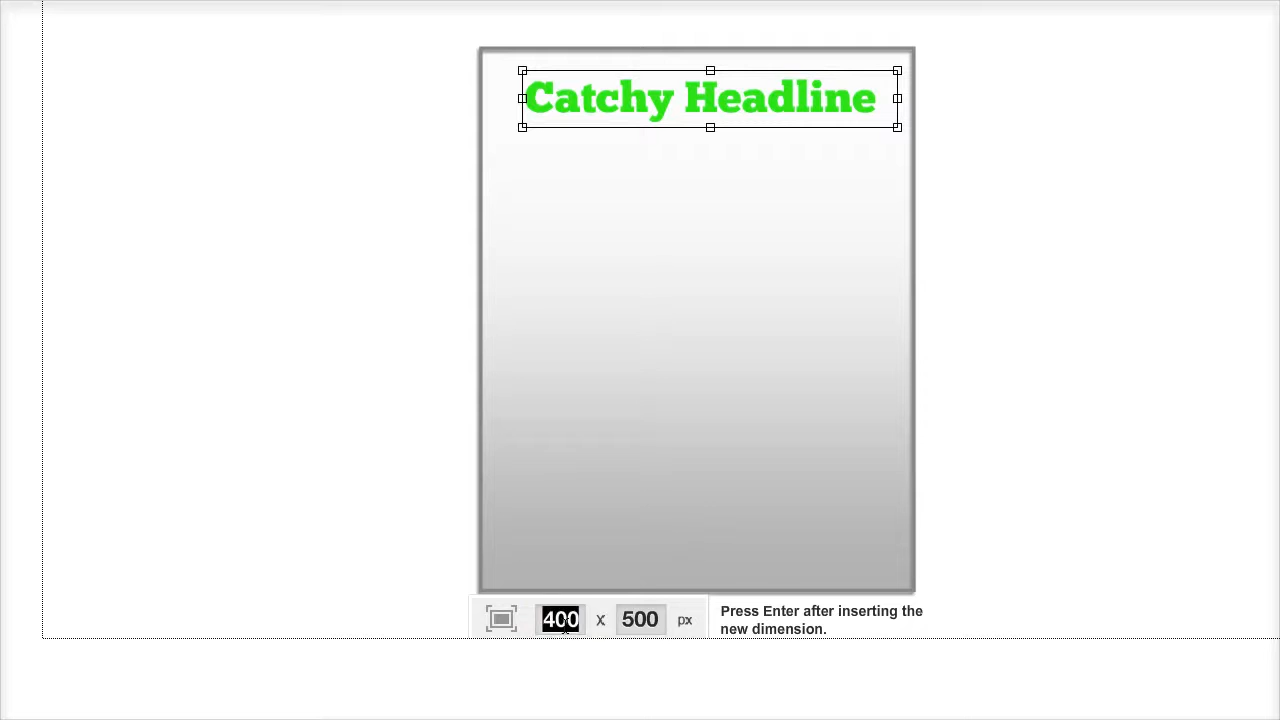 Catchy Headline
400 x 500 px
Press Enter after inserting the
new dimension.